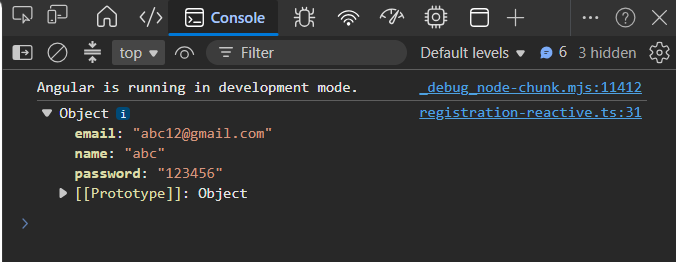 Console
top Filter Default levels 6 3 hidden
Angular is running in development mode. _debug_node-chunk.mjs:11412
Object i registration-reactive.ts:31
email: "abc12@gmail.com"
name: "abc"
password: "123456"
[[Prototype]]: Object